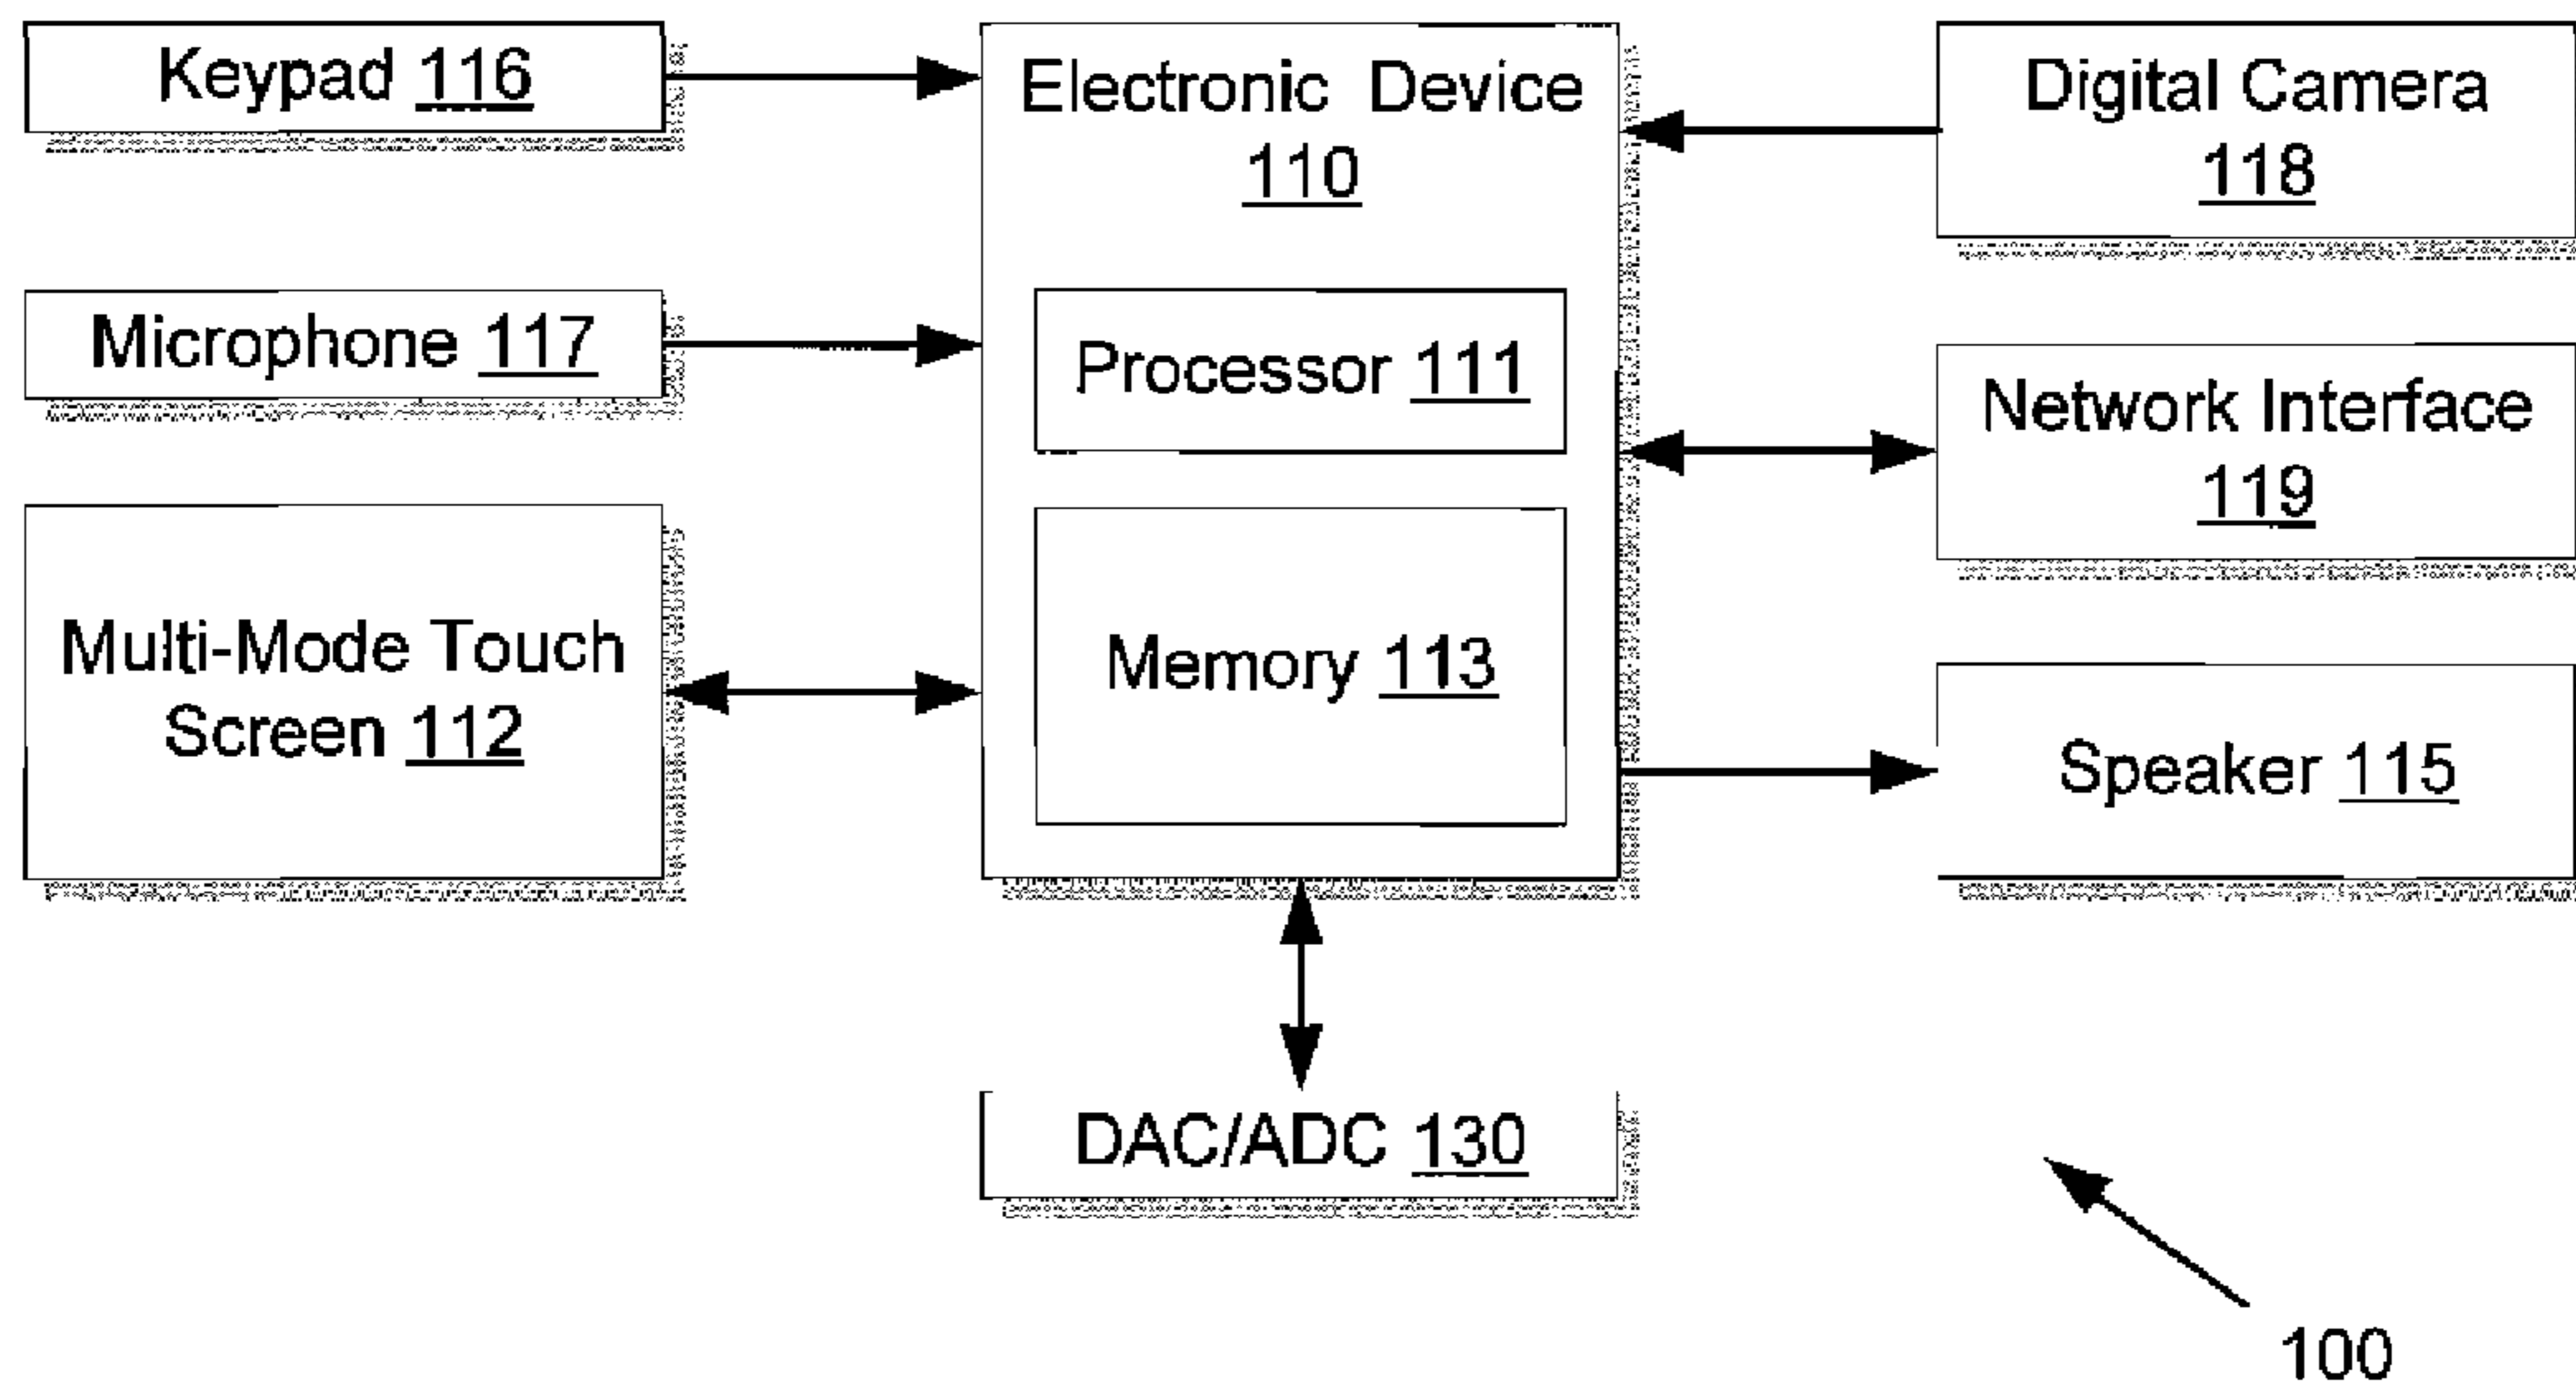 Keypad 116
Microphone 117
Multi-Mode Touch
Screen 112
Electronic Device
110
Processor 111
Memory 113
DAC/ADC 130
Digital Camera
118
Network Interface
119
Speaker 115
100